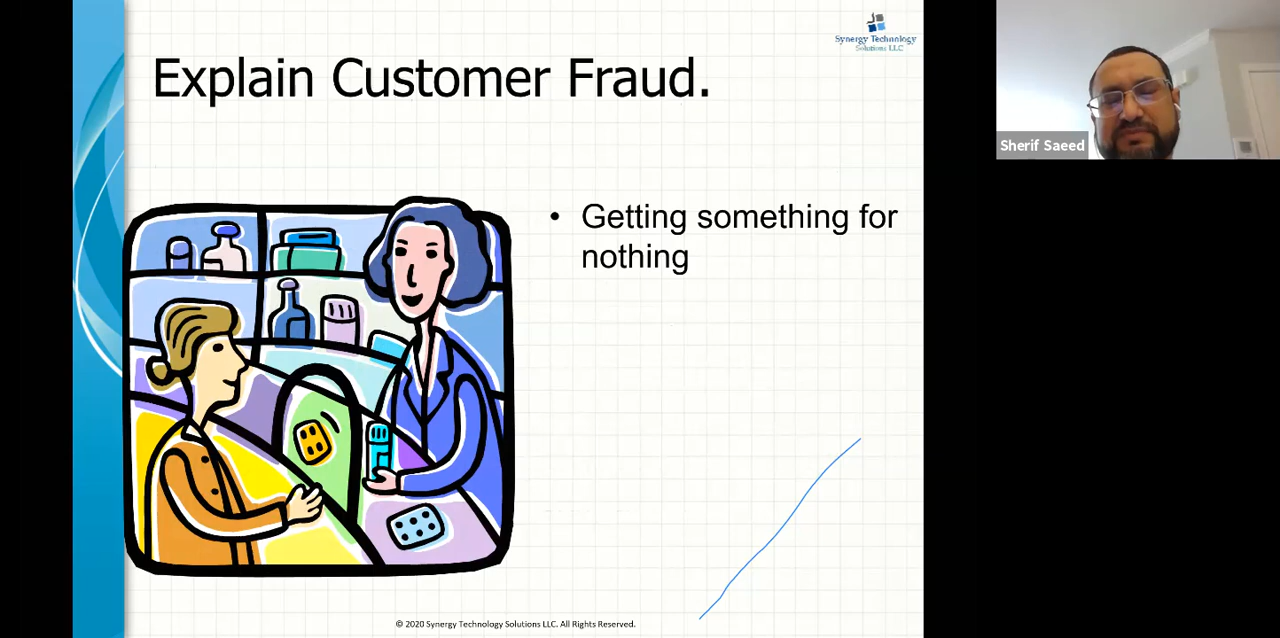 Synergy Technology
Solutions LLC
Explain Customer Fraud.
• Getting something for
nothing
© 2020 Synergy Technology Solutions LLC. All Rights Reserved.
Sherif Saeed